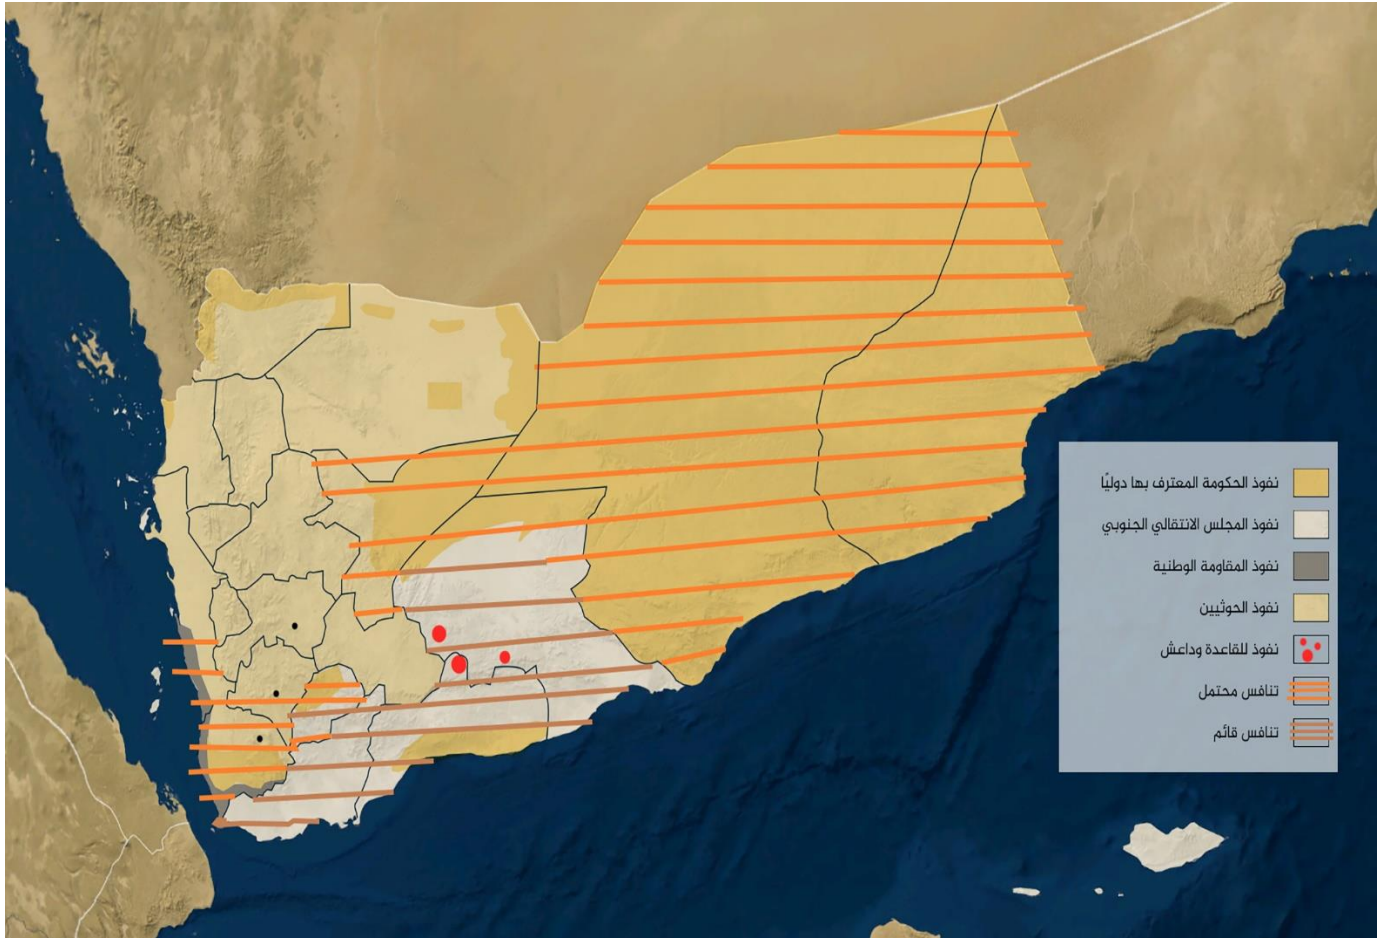 نفوذ الحكومة المعترف بها دوليًا
نفوذ المجلس الانتقالي الجنوبي
نفوذ المقاومة الوطنية
نفوذ الحوثيين
نفوذ للقاعدة وداعش
تنافس محتمل
تنافس قائم